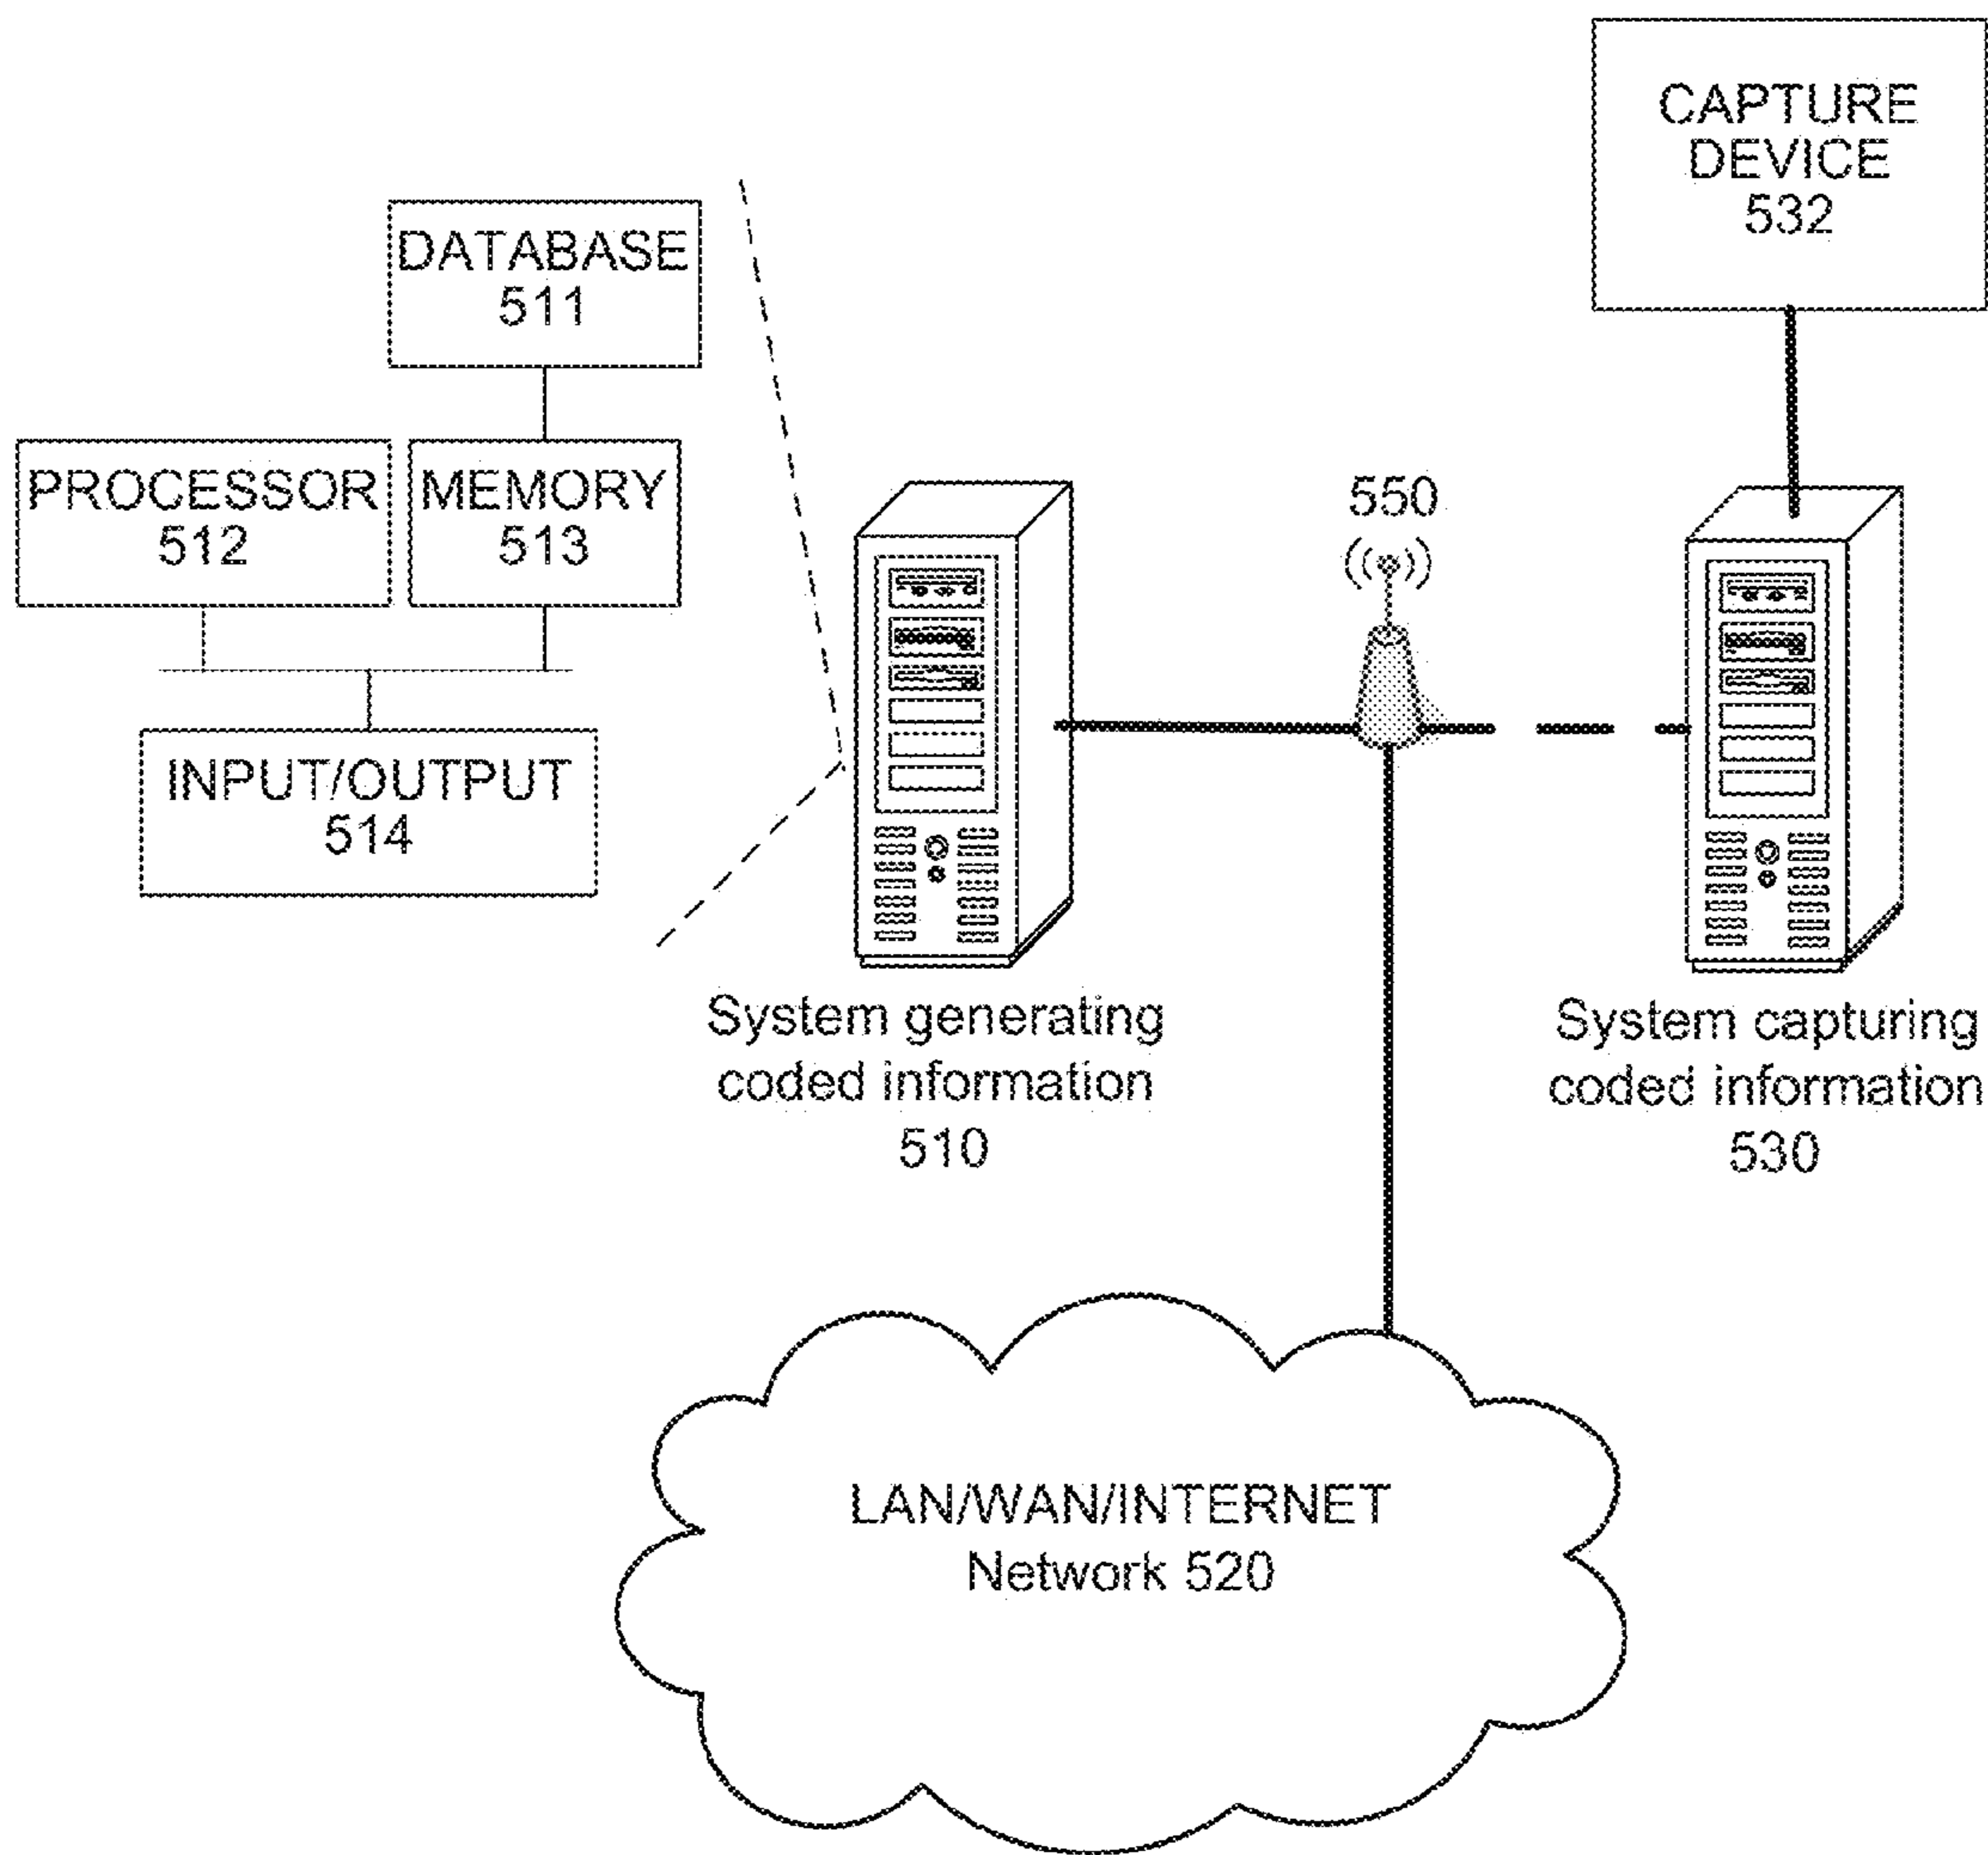 CAPTURE
DEVICE
532
DATABASE
511
PROCESSOR
512
MEMORY
513
550
INPUT/OUTPUT
514
System generating
coded information
510
System capturing
coded information
530
LAN/WAN/INTERNET
Network 520